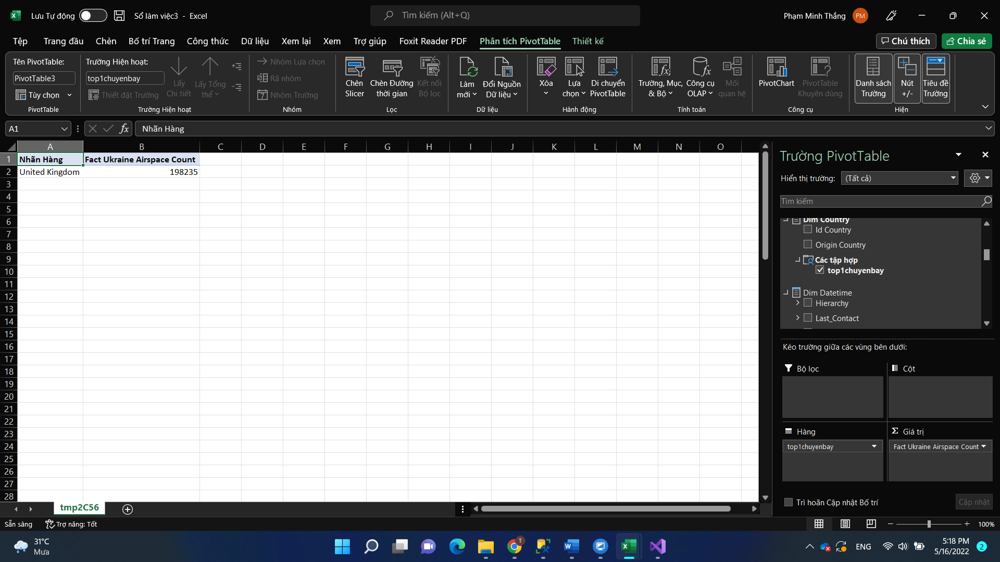 Lưu Tự động
Sổ làm việc3 - Excel
Tìm kiếm (Alt+Q)
Phạm Minh Thắng
PM
Tệp Trang đầu Chèn Bố trí Trang Công thức Dữ liệu Xem lại Xem Trợ giúp Foxit Reader PDF Phân tích PivotTable Thiết kế
Chú thích
Chia sẻ
Tên PivotTable:
PivotTable3
Tùy chọn
PivotTable
Trường Hiện hoạt:
top1chuyenbay
Thiết đặt Trường
Lấy
Chi tiết
Lấy Tổng
thể
Trường Hiện hoạt
Nhóm Lựa chọn
Rã nhóm
Nhóm Trường
Nhóm
Chèn
Slicer
Chèn Đường
thời gian
Kết nối
Bộ lọc
Lọc
Làm
mới
Đổi Nguồn
Dữ liệu
Dữ liệu
Xóa
Lựa
chọn
Di chuyển
PivotTable
Hành động
Trường, Mục,
& Bộ
Công cụ
OLAP
Mối
quan hệ
Tính toán
PivotChart
PivotTable
Khuyên dùng
Công cụ
Danh sách
Trường
Nút
+/-
Tiêu đề
Trường
Hiện
A1
fx
Nhãn Hàng
A B C D E F G H I J K L M N O
1 Nhãn Hàng Fact Ukraine Airspace Count
2 United Kingdom 198235
3
4
5
6
7
8
9
10
11
12
13
14
15
16
17
18
19
20
21
22
23
24
25
26
27
28
Trường PivotTable
Hiển thị trường: (Tất cả)
Tìm kiếm
Dim Country
Id Country
Origin Country
Các tập hợp
top1chuyenbay
Dim Datetime
Hierarchy
Last_Contact
Kéo trường giữa các vùng bên dưới:
Bộ lọc
Cột
Hàng
Σ Giá trị
top1chuyenbay
Fact Ukraine Airspace Count
Trì hoãn Cập nhật Bố trí
Cập nhật
tmp2C56
Sẵn sàng
Trợ năng: Tốt
100%
31°C
Mưa
T
ENG
5:18 PM
5/16/2022
2